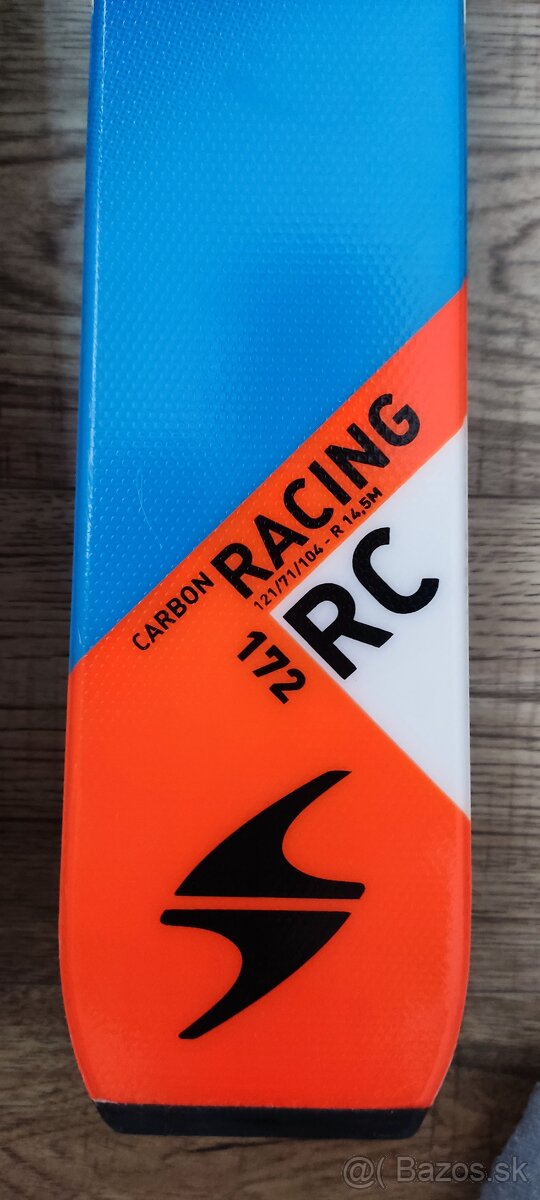 CARBON RACING
121/71/104 - R 14,5M
172 RC
@( Bazos.sk